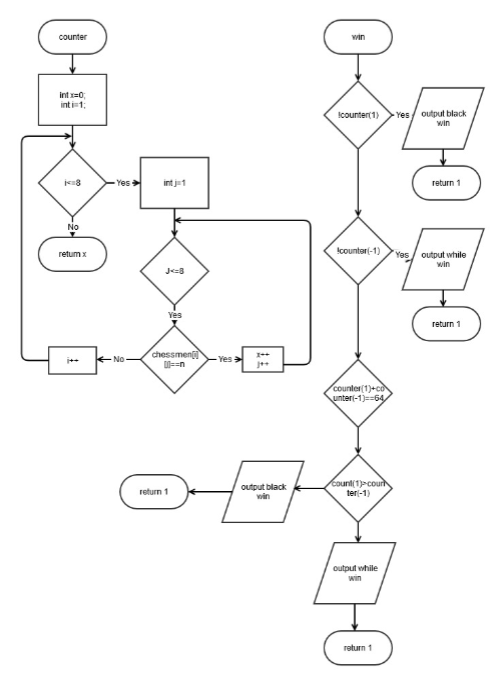 counter
int x=0;
int i=1;
i<=8
Yes
int j=1
No
return x
J<=8
Yes
chessmen[i]
[j]==n
No
i++
Yes
x++
j++
win
!counter(1)
Yes
output black
win
return 1
!counter(-1)
Yes
output while
win
return 1
counter(1)+co
unter(-1)==64
count(1)>coun
ter(-1)
output black
win
return 1
output while
win
return 1